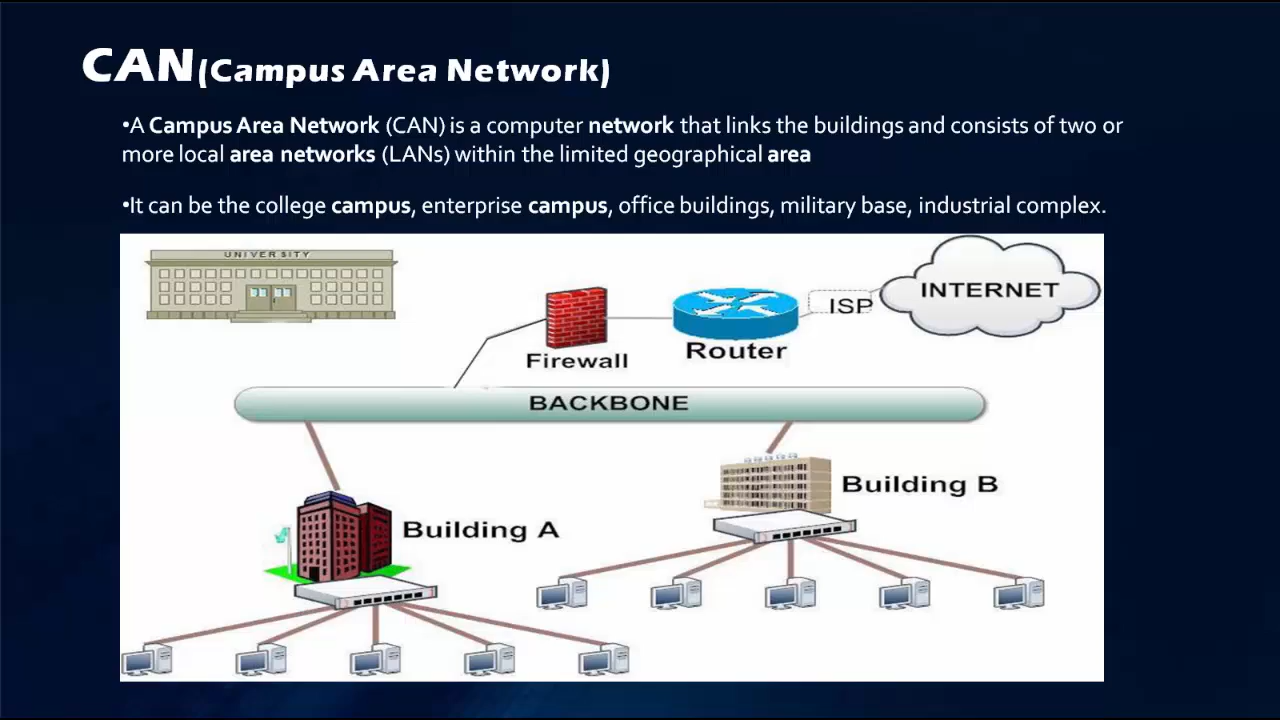 CAN(Campus Area Network)
•A Campus Area Network (CAN) is a computer network that links the buildings and consists of two or
more local area networks (LANs) within the limited geographical area
•It can be the college campus, enterprise campus, office buildings, military base, industrial complex.
UNIVERSITY
INTERNET
ISP
Router
Firewall
BACKBONE
Building B
Building A